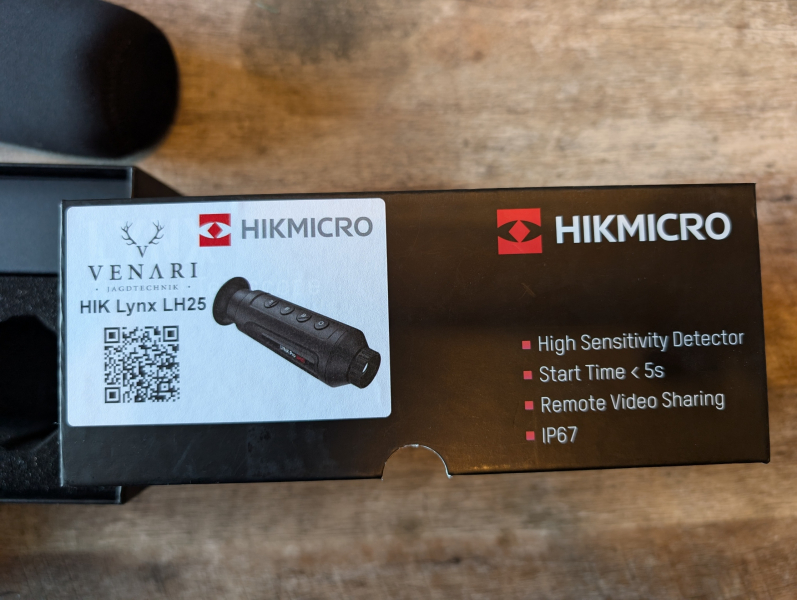 VENARI
· JAGDTECHNIK ·
HIK Lynx LH25
HIKMICRO
HIKMICRO
High Sensitivity Detector
Start Time < 5s
Remote Video Sharing
IP67